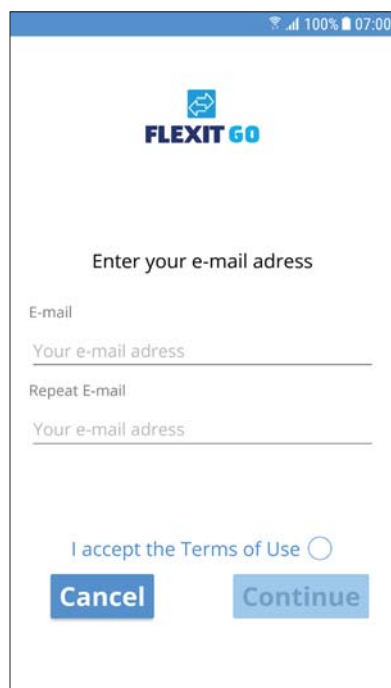 100% 07:00
FLEXIT GO
Enter your e-mail adress
E-mail
Your e-mail adress
Repeat E-mail
Your e-mail adress
I accept the Terms of Use
Cancel
Continue